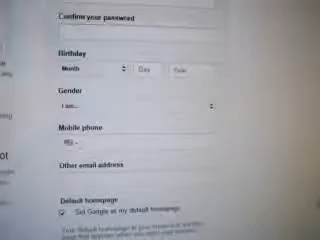 Confirm your password
Birthday
Month Day Year
Gender
I am...
Mobile phone
Other email address
Default homepage
Set Google as my default homepage.